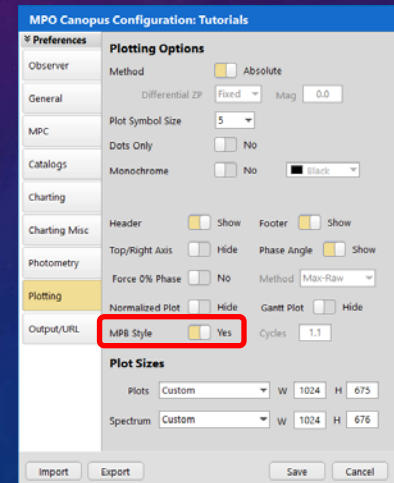 MPO Canopus Configuration: Tutorials
Preferences
Observer
General
MPC
Catalogs
Charting
Charting Misc
Photometry
Plotting
Output/URL
Plotting Options
Method Absolute
Differential ZP Fixed Mag 0.0
Plot Symbol Size 5
Dots Only No
Monochrome No Black
Header Show Footer Show
Top/Right Axis Hide Phase Angle Show
Force 0% Phase No Method Max-Raw
Normalized Plot Hide Gantt Plot Hide
MPB Style Yes Cycles 1.1
Plot Sizes
Plots Custom W 1024 H 675
Spectrum Custom W 1024 H 676
Import Export Save Cancel